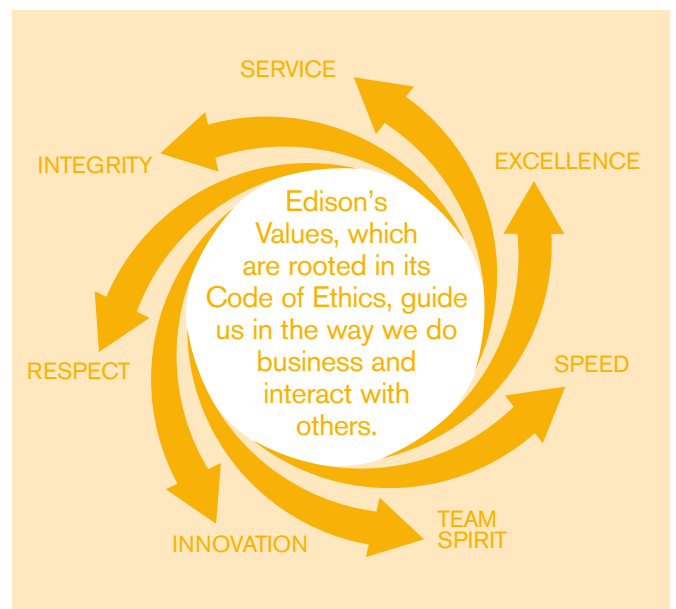 SERVICE
INTEGRITY
EXCELLENCE
Edison's
Values, which
are rooted in its
Code of Ethics, guide
us in the way we do
business and
interact with
others.
RESPECT
SPEED
INNOVATION
TEAM
SPIRIT